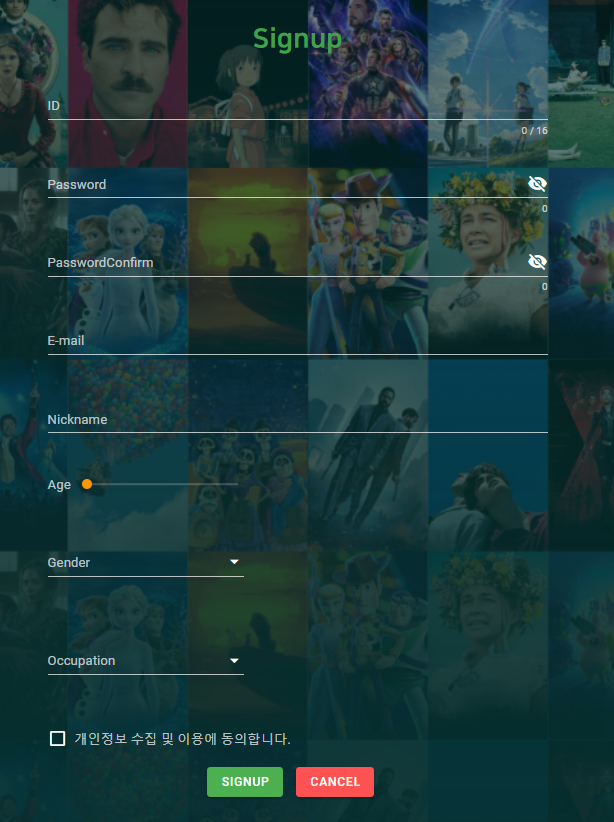 Signup
ID
0 / 16
Password
0
PasswordConfirm
0
E-mail
Nickname
Age
Gender
Occupation
개인정보 수집 및 이용에 동의합니다.
SIGNUP CANCEL